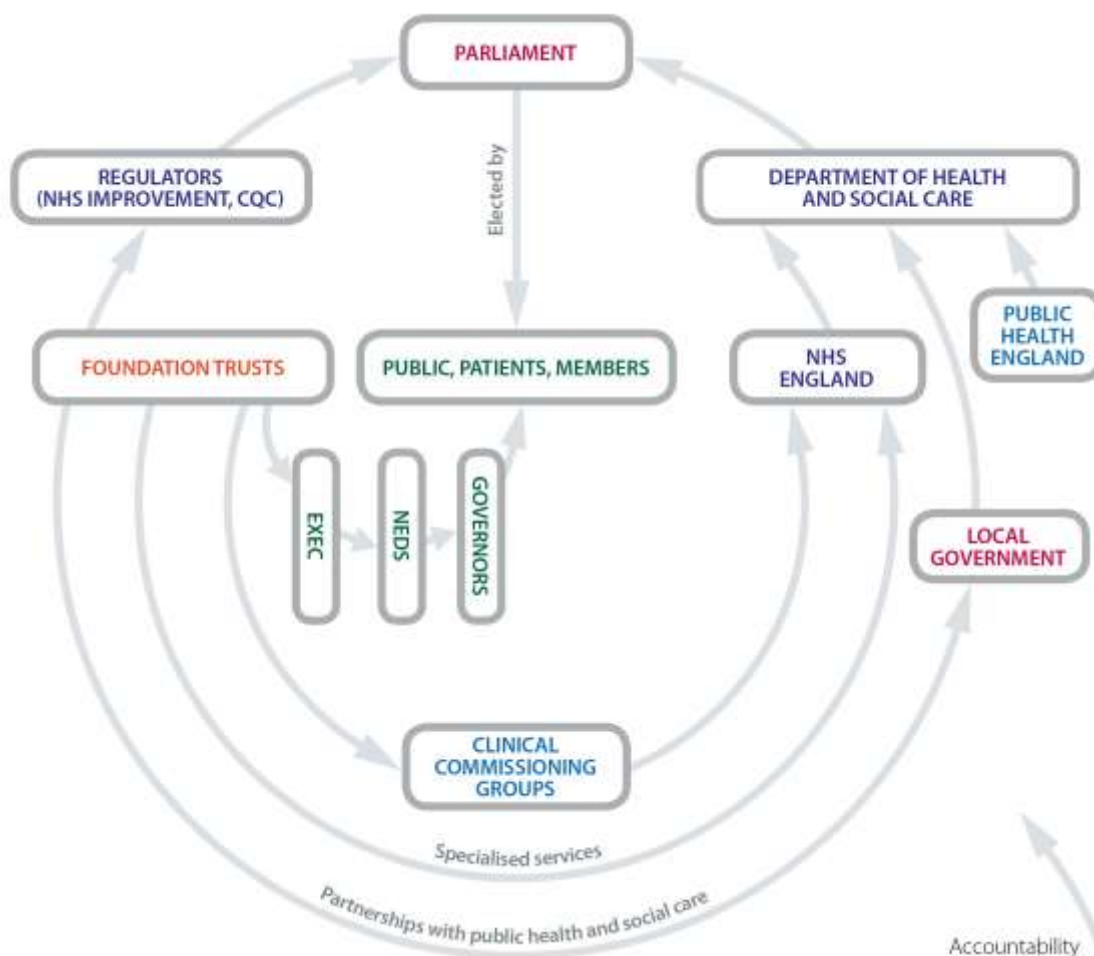 PARLIAMENT
REGULATORS
(NHS IMPROVEMENT, CQC)
Elected by
DEPARTMENT OF HEALTH
AND SOCIAL CARE
FOUNDATION TRUSTS
PUBLIC, PATIENTS, MEMBERS
NHS
ENGLAND
PUBLIC
HEALTH
ENGLAND
EXEC
NEDS
GOVERNORS
LOCAL
GOVERNMENT
CLINICAL
COMMISSIONING
GROUPS
Specialised services
Partnerships with public health and social care
Accountability